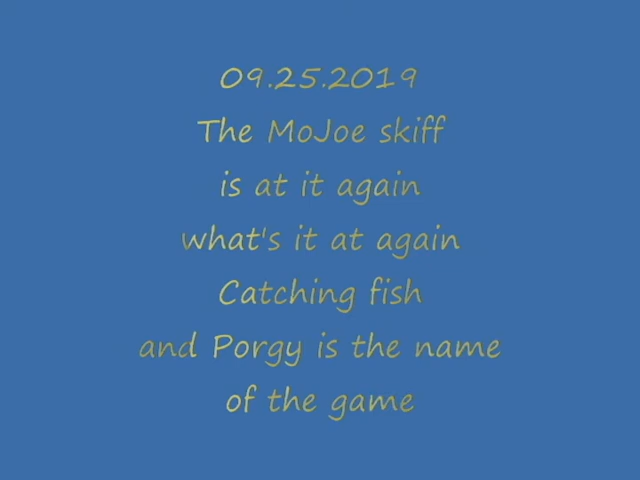 09.25.2019
The MoJoe skiff
is at it again
what's it at again
Catching fish
and Porgy is the name
of the game